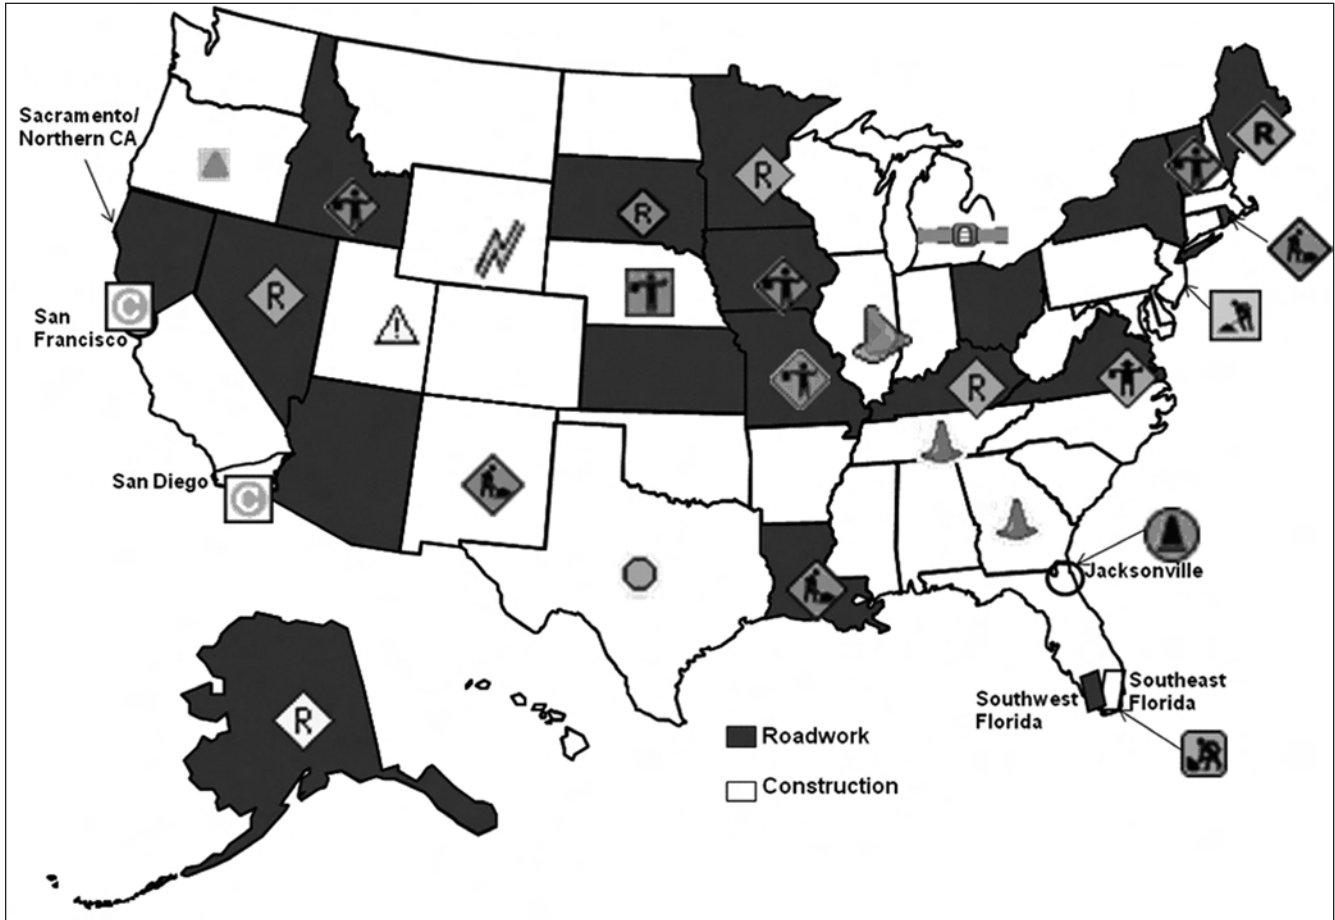 Sacramento/
Northern CA
R
R
R
R
San
Francisco
C
R
R
San Diego
C
Jacksonville
Southwest
Florida
Southeast
Florida
R
Roadwork
Construction